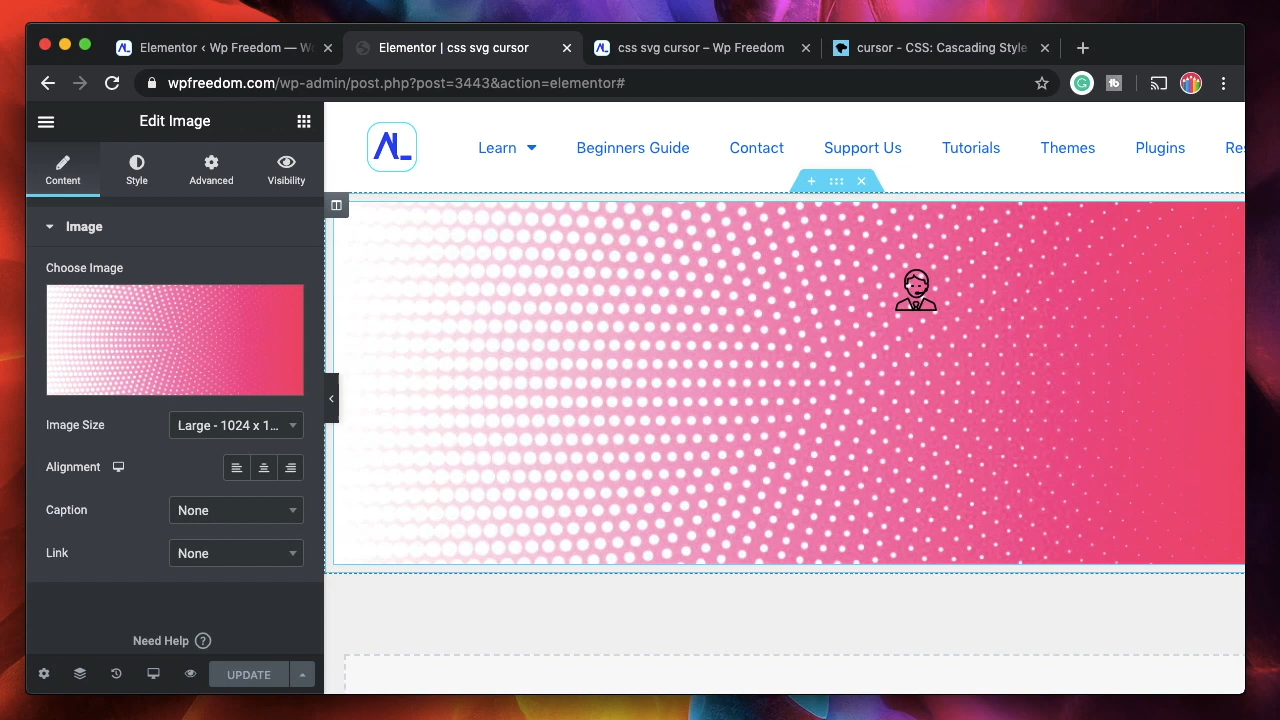 Elementor ‹ Wp Freedom — W
Elementor | css svg cursor
css svg cursor – Wp Freedom
cursor - CSS: Cascading Style
wpfreedom.com/wp-admin/post.php?post=3443&action=elementor#
Edit Image
Content
Style
Advanced
Visibility
Learn
Beginners Guide
Contact
Support Us
Tutorials
Themes
Plugins
Res
Image
Choose Image
Image Size
Large - 1024 x 1...
Alignment
Caption
None
Link
None
Need Help ?
UPDATE